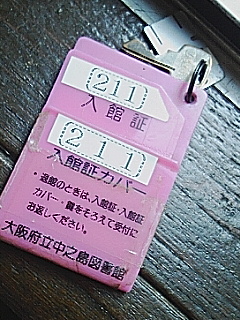 211
入館証
211
入館証カバー
・退館のときは、入館証・入館証
カバー・鍵をそろえて受付に
お返しください。
大阪府立中之島図書館